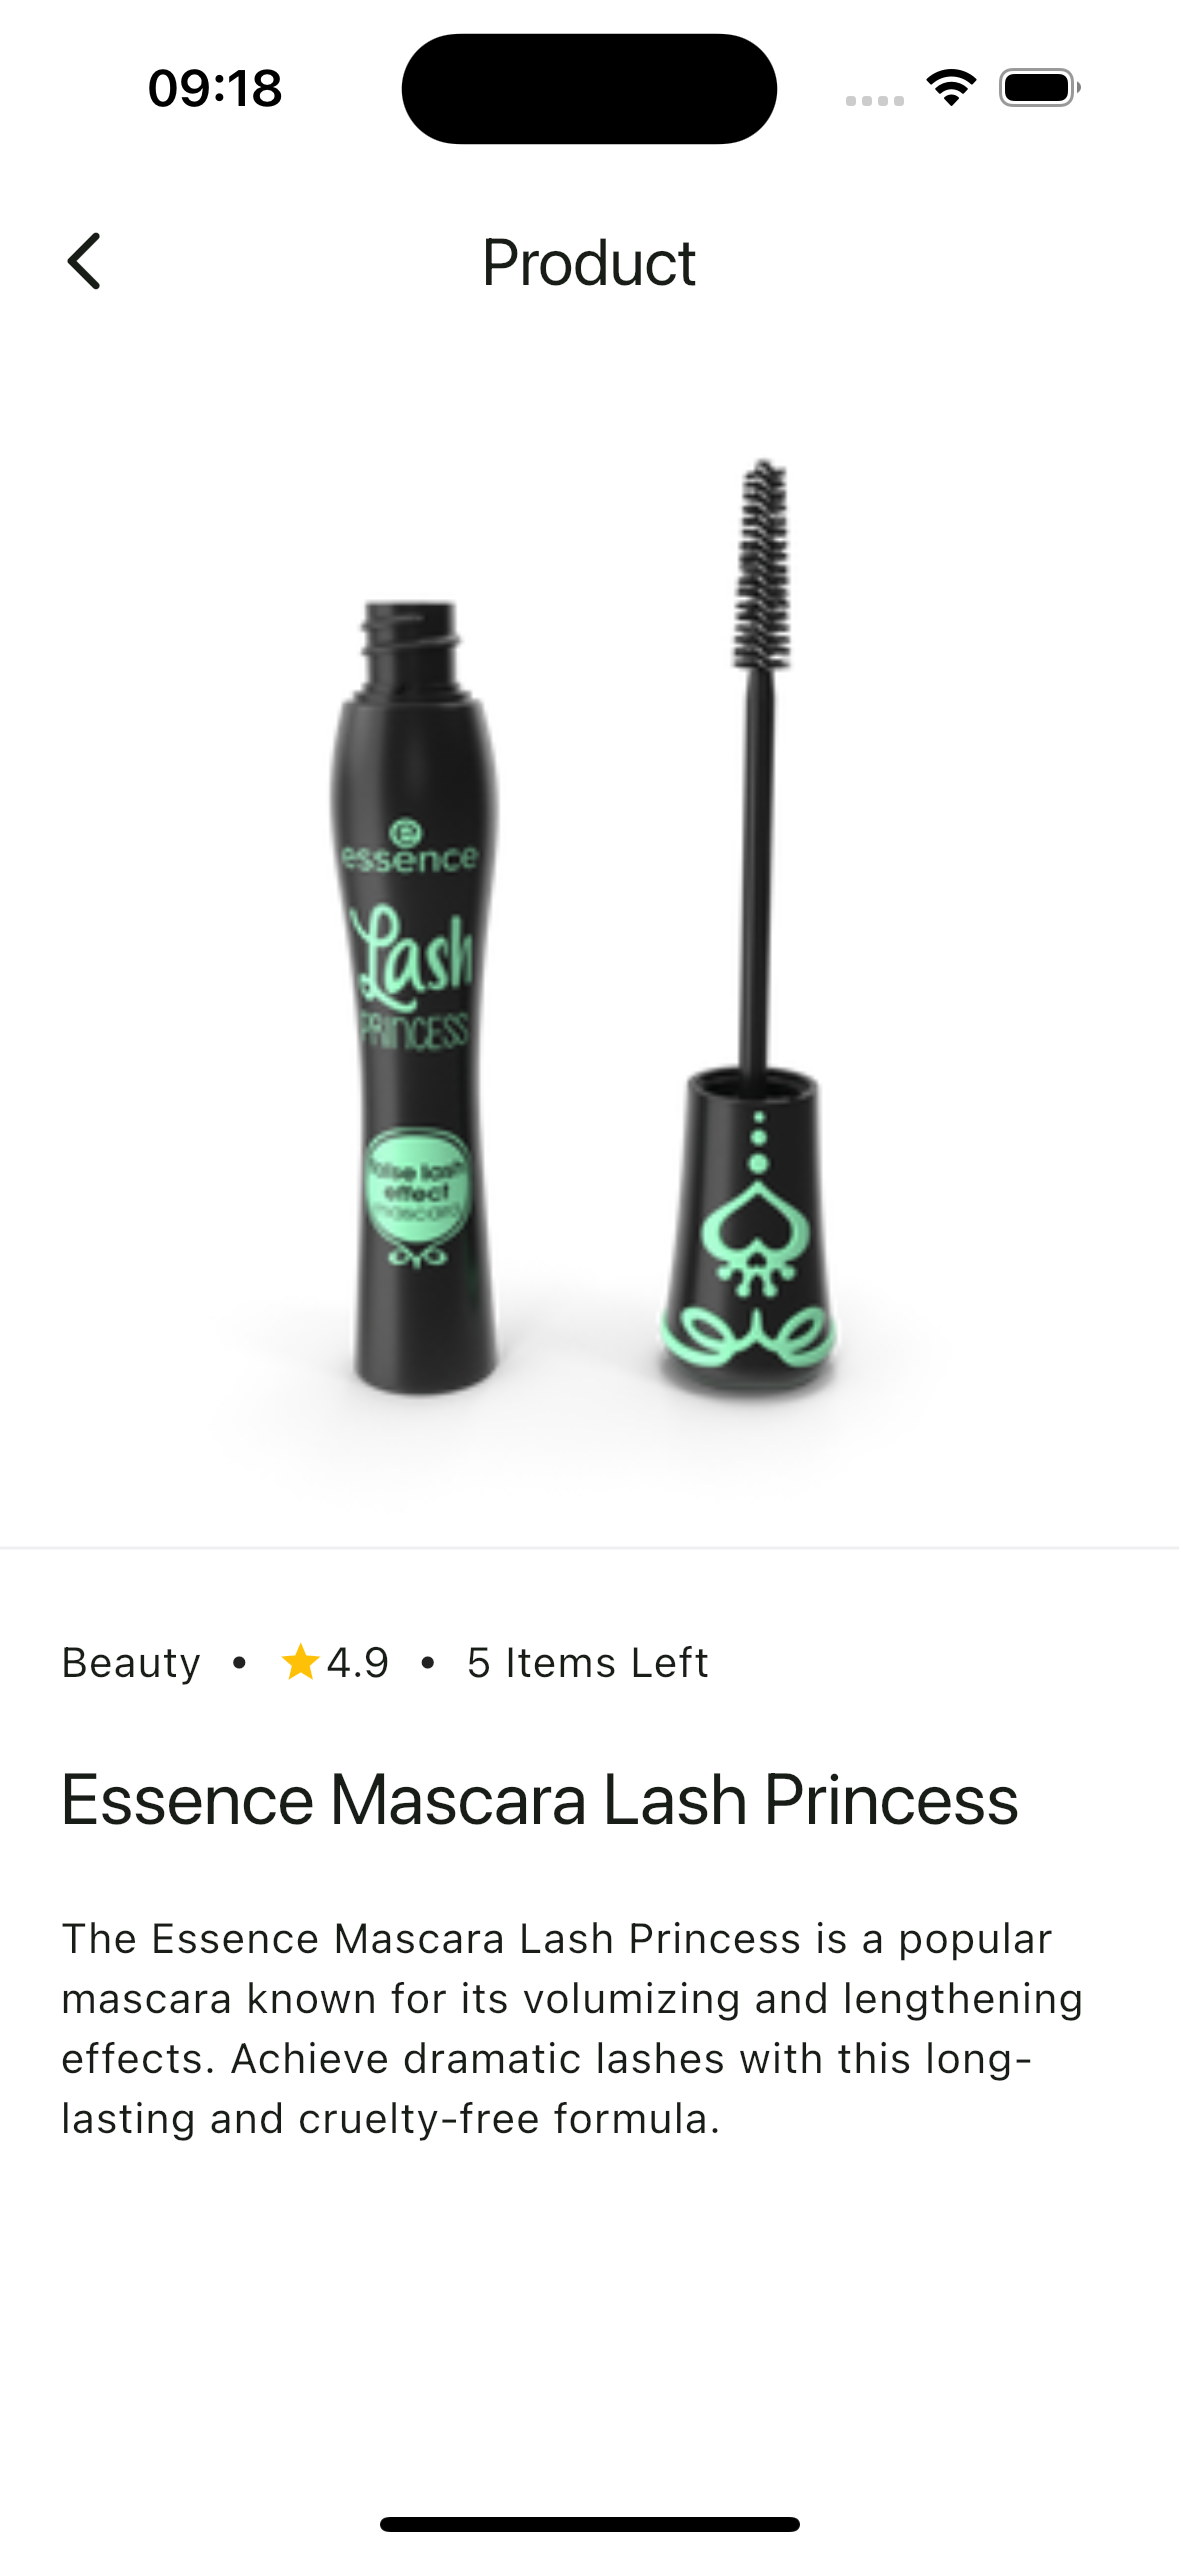 09:18
Product
essence
Lash
PRINCESS
false lash
effect
mascara
Beauty • ★4.9 • 5 Items Left
Essence Mascara Lash Princess
The Essence Mascara Lash Princess is a popular
mascara known for its volumizing and lengthening
effects. Achieve dramatic lashes with this long-
lasting and cruelty-free formula.